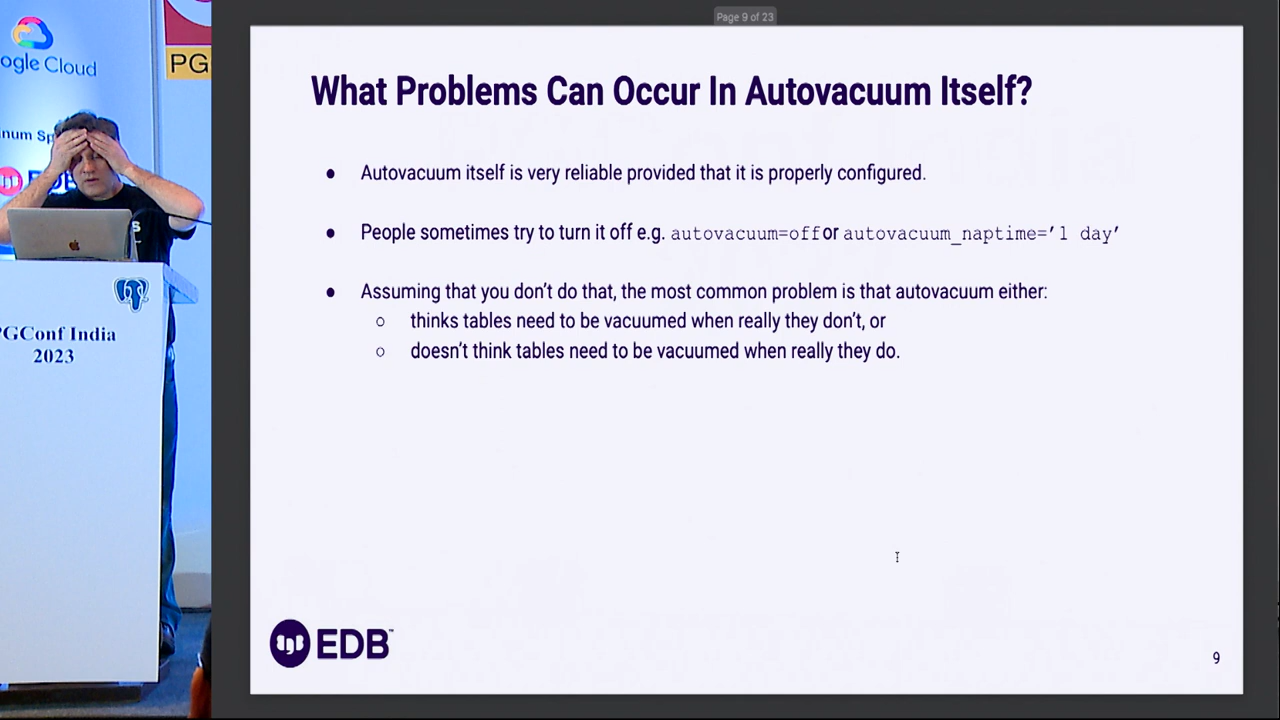 Page 9 of 23
ogle Cloud
PG
num Sp
EDB
What Problems Can Occur In Autovacuum Itself?
● Autovacuum itself is very reliable provided that it is properly configured.
● People sometimes try to turn it off e.g. autovacuum=off or autovacuum_naptime='1 day'
● Assuming that you don't do that, the most common problem is that autovacuum either:
○ thinks tables need to be vacuumed when really they don't, or
○ doesn't think tables need to be vacuumed when really they do.
PGConf India
2023
EDB™
9